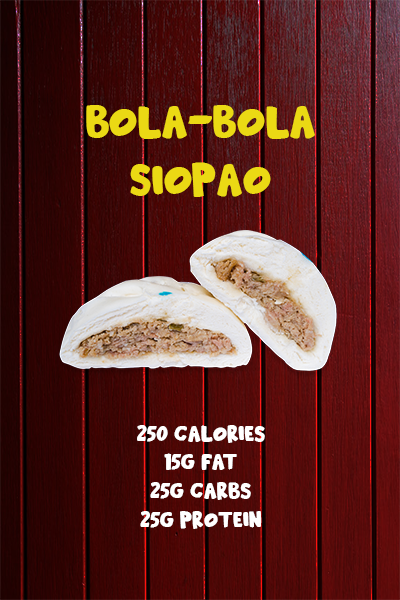 BOLA-BOLA
SIOPAO
250 CALORIES
15G FAT
25G CARBS
25G PROTEIN